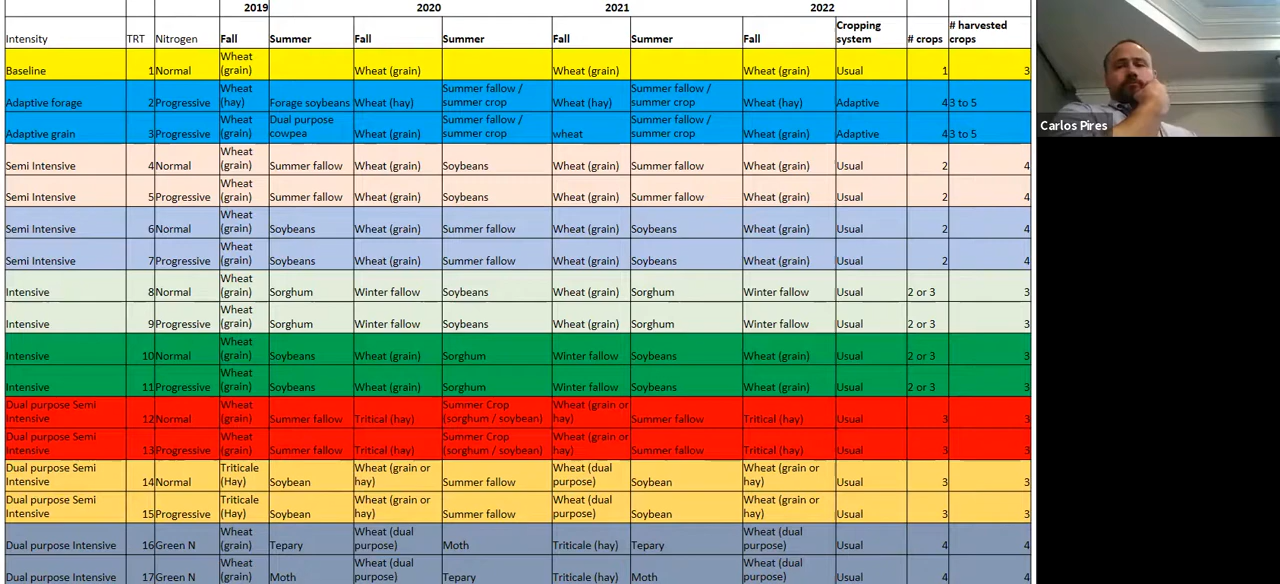 2019 2020 2021 2022
Intensity TRT Nitrogen Fall Summer Fall Summer Fall Summer Fall Cropping system # crops # harvested crops
Baseline 1 Normal Wheat (grain) Wheat (grain) Wheat (grain) Wheat (grain) Usual 1 3
Adaptive forage 2 Progressive Wheat (hay) Forage soybeans Wheat (hay) Summer fallow / summer crop Wheat (hay) Summer fallow / summer crop Wheat (hay) Adaptive 4 3 to 5
Adaptive grain 3 Progressive Wheat (grain) Dual purpose cowpea Wheat (grain) Summer fallow / summer crop wheat Summer fallow / summer crop Wheat (grain) Adaptive 4 3 to 5
Semi Intensive 4 Normal Wheat (grain) Summer fallow Wheat (grain) Soybeans Wheat (grain) Summer fallow Wheat (grain) Usual 2 4
Semi Intensive 5 Progressive Wheat (grain) Summer fallow Wheat (grain) Soybeans Wheat (grain) Summer fallow Wheat (grain) Usual 2 4
Semi Intensive 6 Normal Wheat (grain) Soybeans Wheat (grain) Summer fallow Wheat (grain) Soybeans Wheat (grain) Usual 2 4
Semi Intensive 7 Progressive Wheat (grain) Soybeans Wheat (grain) Summer fallow Wheat (grain) Soybeans Wheat (grain) Usual 2 4
Intensive 8 Normal Wheat (grain) Sorghum Winter fallow Soybeans Wheat (grain) Sorghum Winter fallow Usual 2 or 3 3
Intensive 9 Progressive Wheat (grain) Sorghum Winter fallow Soybeans Wheat (grain) Sorghum Winter fallow Usual 2 or 3 3
Intensive 10 Normal Wheat (grain) Soybeans Wheat (grain) Sorghum Winter fallow Soybeans Wheat (grain) Usual 2 or 3 3
Intensive 11 Progressive Wheat (grain) Soybeans Wheat (grain) Sorghum Winter fallow Soybeans Wheat (grain) Usual 2 or 3 3
Dual purpose Semi Intensive 12 Normal Wheat (grain) Summer fallow Tritical (hay) Summer Crop (sorghum / soybean) Wheat (grain or hay) Summer fallow Tritical (hay) Usual 3 3
Dual purpose Semi Intensive 13 Progressive Wheat (grain) Summer fallow Tritical (hay) Summer Crop (sorghum / soybean) Wheat (grain or hay) Summer fallow Tritical (hay) Usual 3 3
Dual purpose Semi Intensive 14 Normal Triticale (Hay) Soybean Wheat (grain or hay) Summer fallow Wheat (dual purpose) Soybean Wheat (grain or hay) Usual 3 3
Dual purpose Semi Intensive 15 Progressive Triticale (Hay) Soybean Wheat (grain or hay) Summer fallow Wheat (dual purpose) Soybean Wheat (grain or hay) Usual 3 3
Dual purpose Intensive 16 Green N Wheat (grain) Tepary Wheat (dual purpose) Moth Triticale (hay) Tepary Wheat (dual purpose) Usual 4 4
Dual purpose Intensive 17 Green N Wheat (grain) Moth Wheat (dual purpose) Tepary Triticale (hay) Moth Wheat (dual purpose) Usual 4 4
Carlos Pires